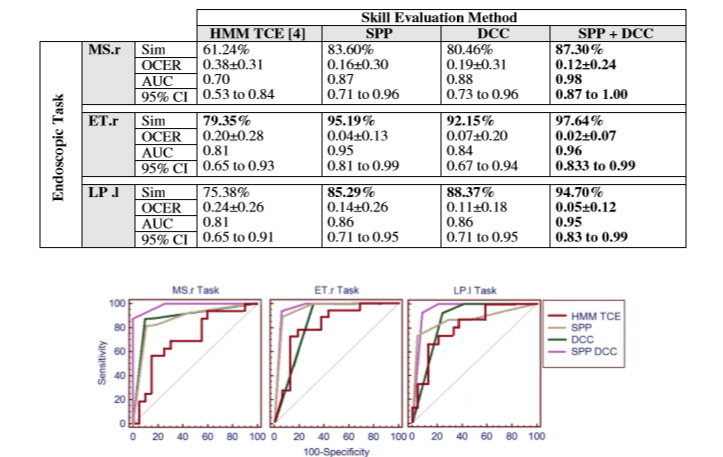 Skill Evaluation Method
HMM TCE [4] SPP DCC SPP + DCC
Endoscopic Task
MS.r Sim 61.24% 83.60% 80.46% 87.30%
OCER 0.38±0.31 0.16±0.30 0.19±0.31 0.12±0.24
AUC 0.70 0.87 0.88 0.98
95% CI 0.53 to 0.84 0.71 to 0.96 0.73 to 0.96 0.87 to 1.00
ET.r Sim 79.35% 95.19% 92.15% 97.64%
OCER 0.20±0.28 0.04±0.13 0.07±0.20 0.02±0.07
AUC 0.81 0.95 0.84 0.96
95% CI 0.65 to 0.93 0.81 to 0.99 0.67 to 0.94 0.833 to 0.99
LP .l Sim 75.38% 85.29% 88.37% 94.70%
OCER 0.24±0.26 0.14±0.26 0.11±0.18 0.05±0.12
AUC 0.81 0.86 0.86 0.95
95% CI 0.65 to 0.91 0.71 to 0.95 0.71 to 0.95 0.83 to 0.99
MS.r Task ET.r Task LP.l Task
Sensitivity
100
80
60
40
20
0
0 20 40 60 80 100 0 20 40 60 80 100 0 20 40 60 80 100
100-Specificity
HMM TCE
SPP
DCC
SPP DCC